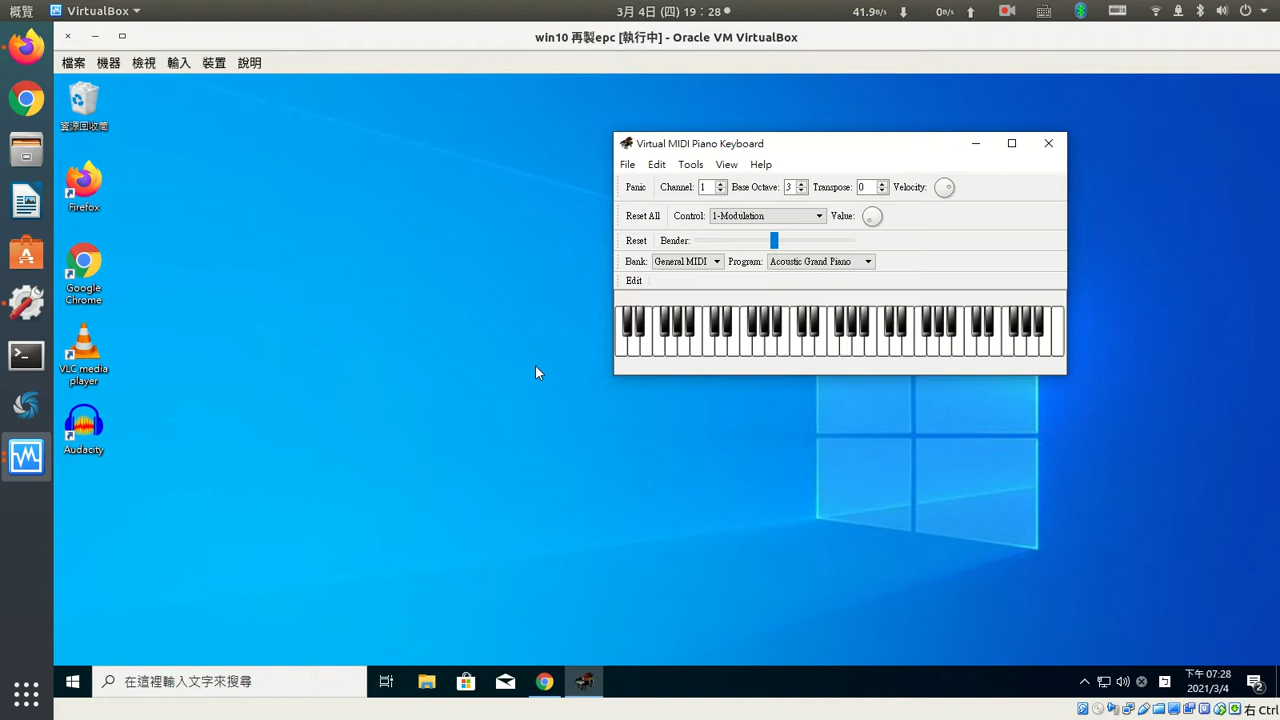 概覽 VirtualBox 3月 4日 (四) 19：28 41.9B/s 0B/s
win10 再製epc [執行中] - Oracle VM VirtualBox
檔案 機器 檢視 輸入 裝置 說明
資源回收筒
Firefox
Google
Chrome
VLC media
player
Audacity
Virtual MIDI Piano Keyboard
File Edit Tools View Help
Panic Channel: 1 Base Octave: 3 Transpose: 0 Velocity:
Reset All Control: 1-Modulation Value:
Reset Bender:
Bank: General MIDI Program: Acoustic Grand Piano
Edit
在這裡輸入文字來搜尋
下午 07:28
2021/3/4
2
右 Ctrl